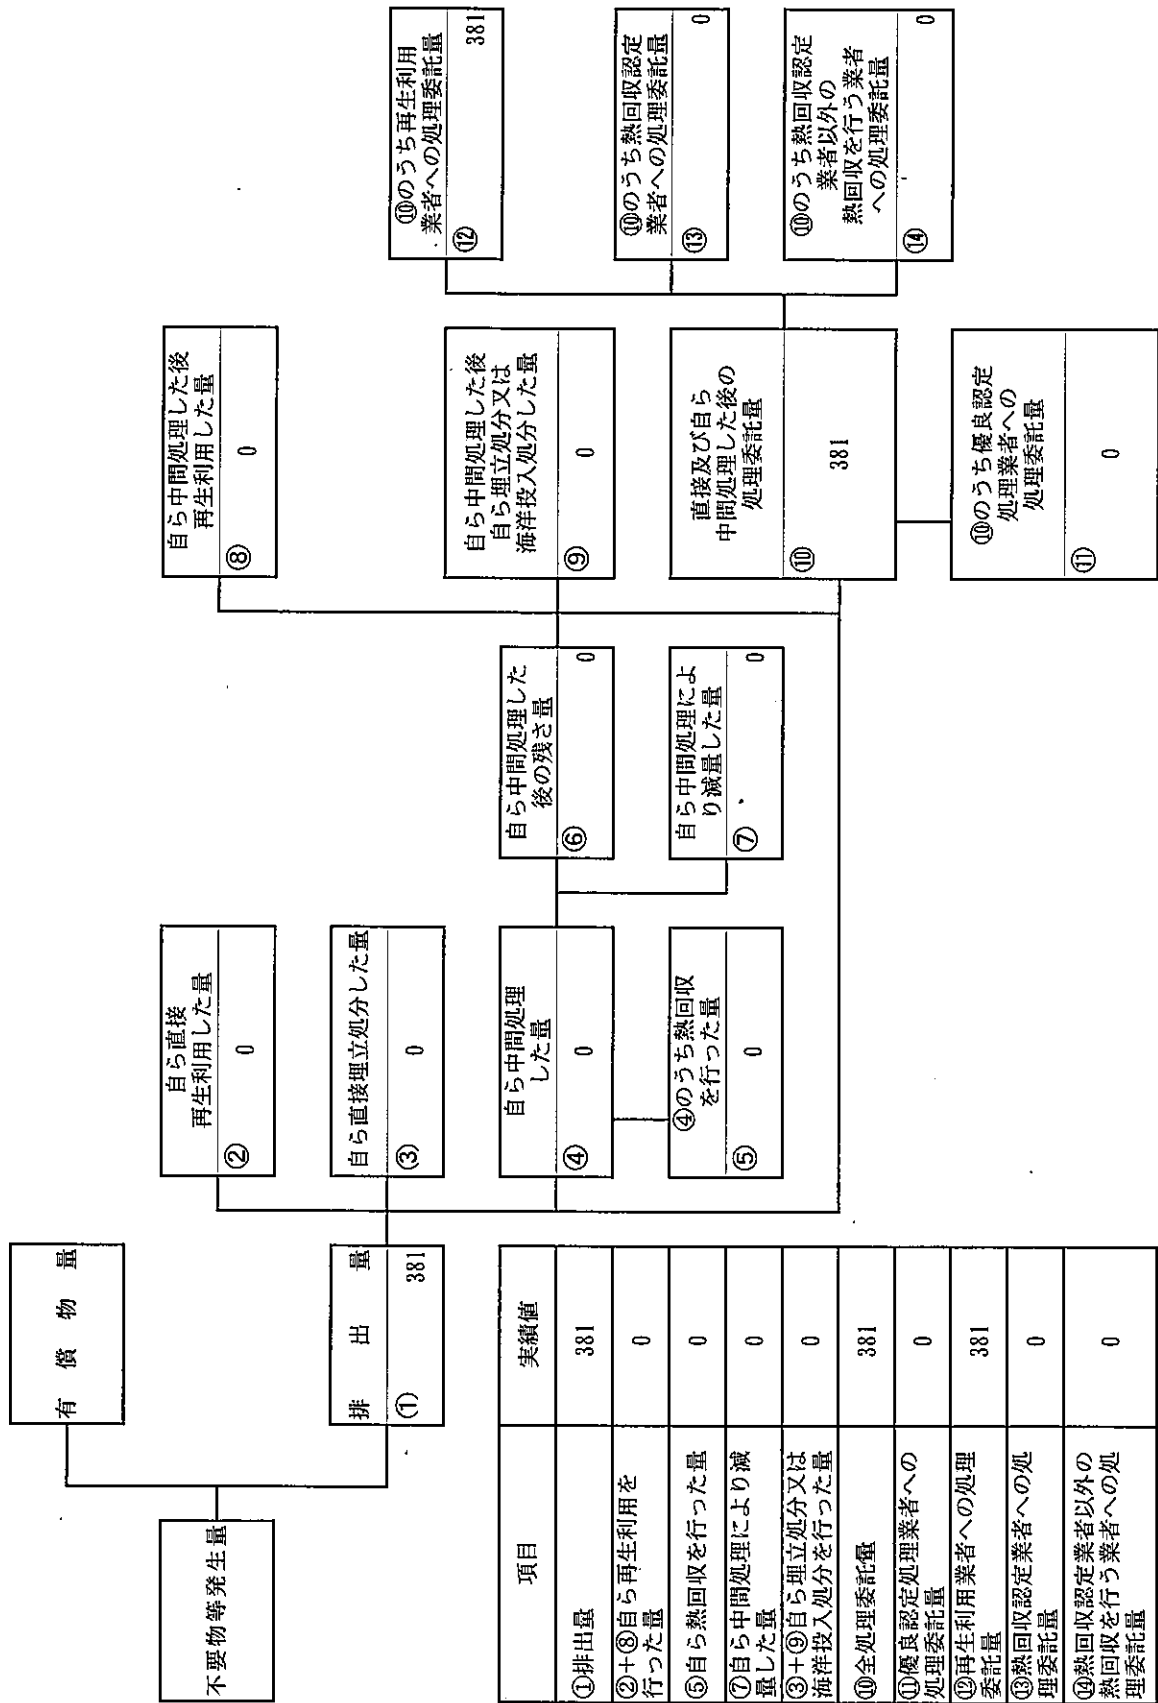 不要物等発生量
有償物量
排出量
① 381
自ら直接
再生利用した量
② 0
自ら直接埋立処分した量
③ 0
自ら中間処理
した量
④ 0
④のうち熱回収
を行った量
⑤ 0
自ら中間処理した
後の残さ量
⑥ 0
自ら中間処理によ
り減量した量
⑦ 0
自ら中間処理した後
再生利用した量
⑧ 0
自ら中間処理した後
自ら埋立処分又は
海洋投入処分した量
⑨ 0
直接及び自ら
中間処理した後の
処理委託量
⑩ 381
⑩のうち優良認定
処理業者への
処理委託量
⑪ 0
⑩のうち再生利用
業者への処理委託量
⑫ 381
⑩のうち熱回収認定
業者への処理委託量
⑬ 0
⑩のうち熱回収認定
業者以外の
熱回収を行う業者
への処理委託量
⑭ 0
項目 実績値
①排出量 381
②+⑧自ら再生利用を
行った量 0
⑤自ら熱回収を行った量 0
⑦自ら中間処理により減
量した量 0
③+⑨自ら埋立処分又は
海洋投入処分を行った量 0
⑩全処理委託量 381
⑪優良認定処理業者への
処理委託量 0
⑫再生利用業者への処理
委託量 381
⑬熱回収認定業者への処
理委託量 0
⑭熱回収認定業者以外の
熱回収を行う業者への処
理委託量 0